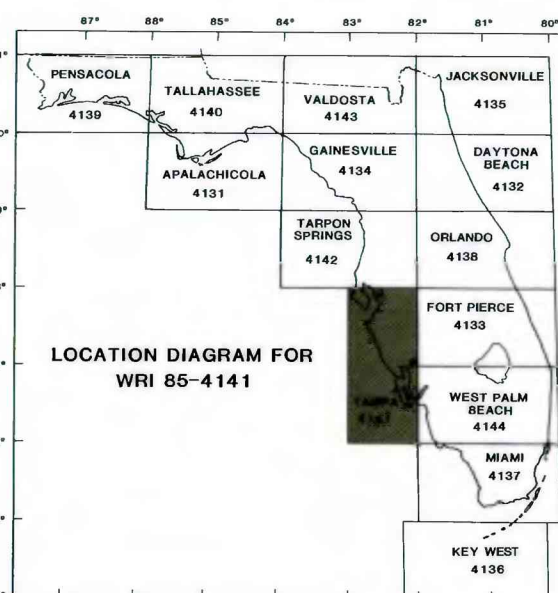 87° 88° 85° 84° 83° 82° 81° 80°
PENSACOLA
4139
TALLAHASSEE
4140
VALDOSTA
4143
JACKSONVILLE
4135
APALACHICOLA
4131
GAINESVILLE
4134
DAYTONA
BEACH
4132
TARPON
SPRINGS
4142
ORLANDO
4138
FORT PIERCE
4133
LOCATION DIAGRAM FOR
WRI 85-4141
WEST PALM
BEACH
4144
MIAMI
4137
KEY WEST
4136